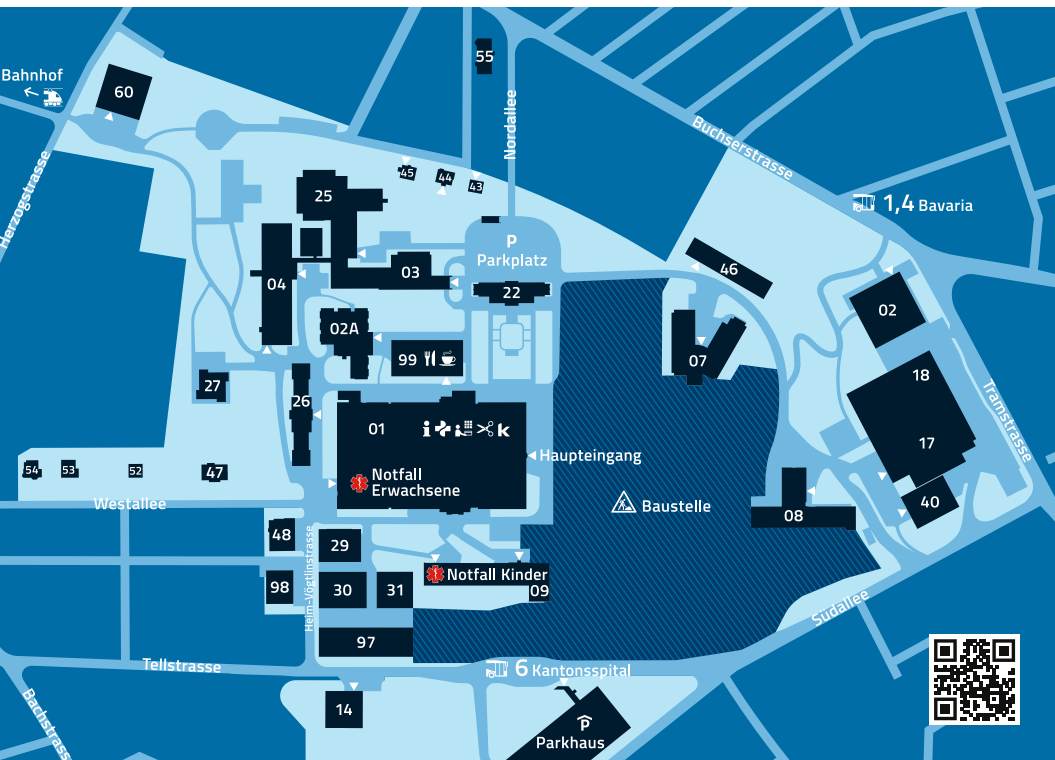 55
Bahnhof
60
Nordallee
Buchserstrasse
Herzogstrasse
45
44
43
25
1,4 Bavaria
P
Parkplatz
03
46
04
22
02
02A
99
07
27
26
18
Tramstrasse
01
i
k
17
Haupteingang
54
53
52
47
Notfall
Erwachsene
Westallee
40
Baustelle
08
48
29
Heim-Vögtlinstrasse
Notfall Kinder
09
98
30
31
Südallee
97
Tellstrasse
6 Kantonsspital
Bachstrasse
14
P
Parkhaus